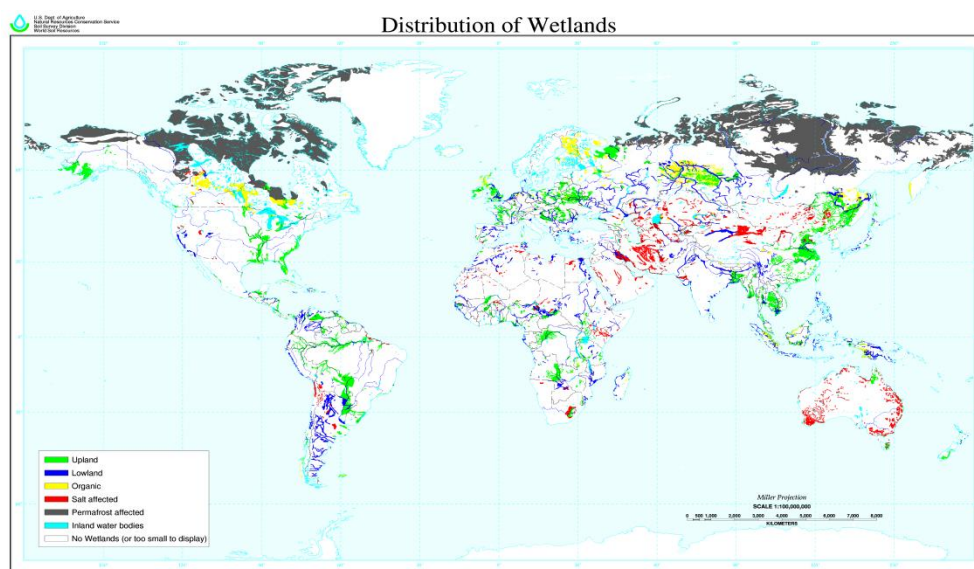 U.S. Dept. of Agriculture
Natural Resources Conservation Service
Soil Survey Division
World Soil Resources
Distribution of Wetlands
Upland
Lowland
Organic
Salt affected
Permafrost affected
Inland water bodies
No Wetlands (or too small to display)
Miller Projection
SCALE 1:100,000,000
0 500 1,000 2,000 3,000 4,000 5,000 6,000 7,000 8,000
KILOMETERS